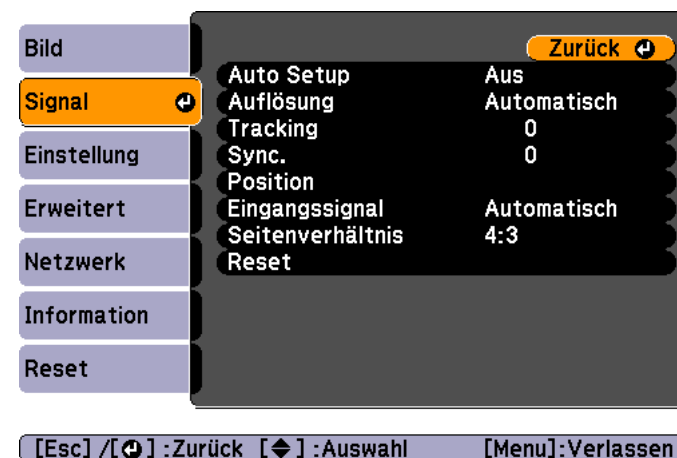 Bild
Signal
Einstellung
Erweitert
Netzwerk
Information
Reset
Zurück
Auto Setup Aus
Auflösung Automatisch
Tracking 0
Sync. 0
Position
Eingangssignal Automatisch
Seitenverhältnis 4:3
Reset
[Esc] /[⏎] :Zurück [◆] :Auswahl [Menu]:Verlassen